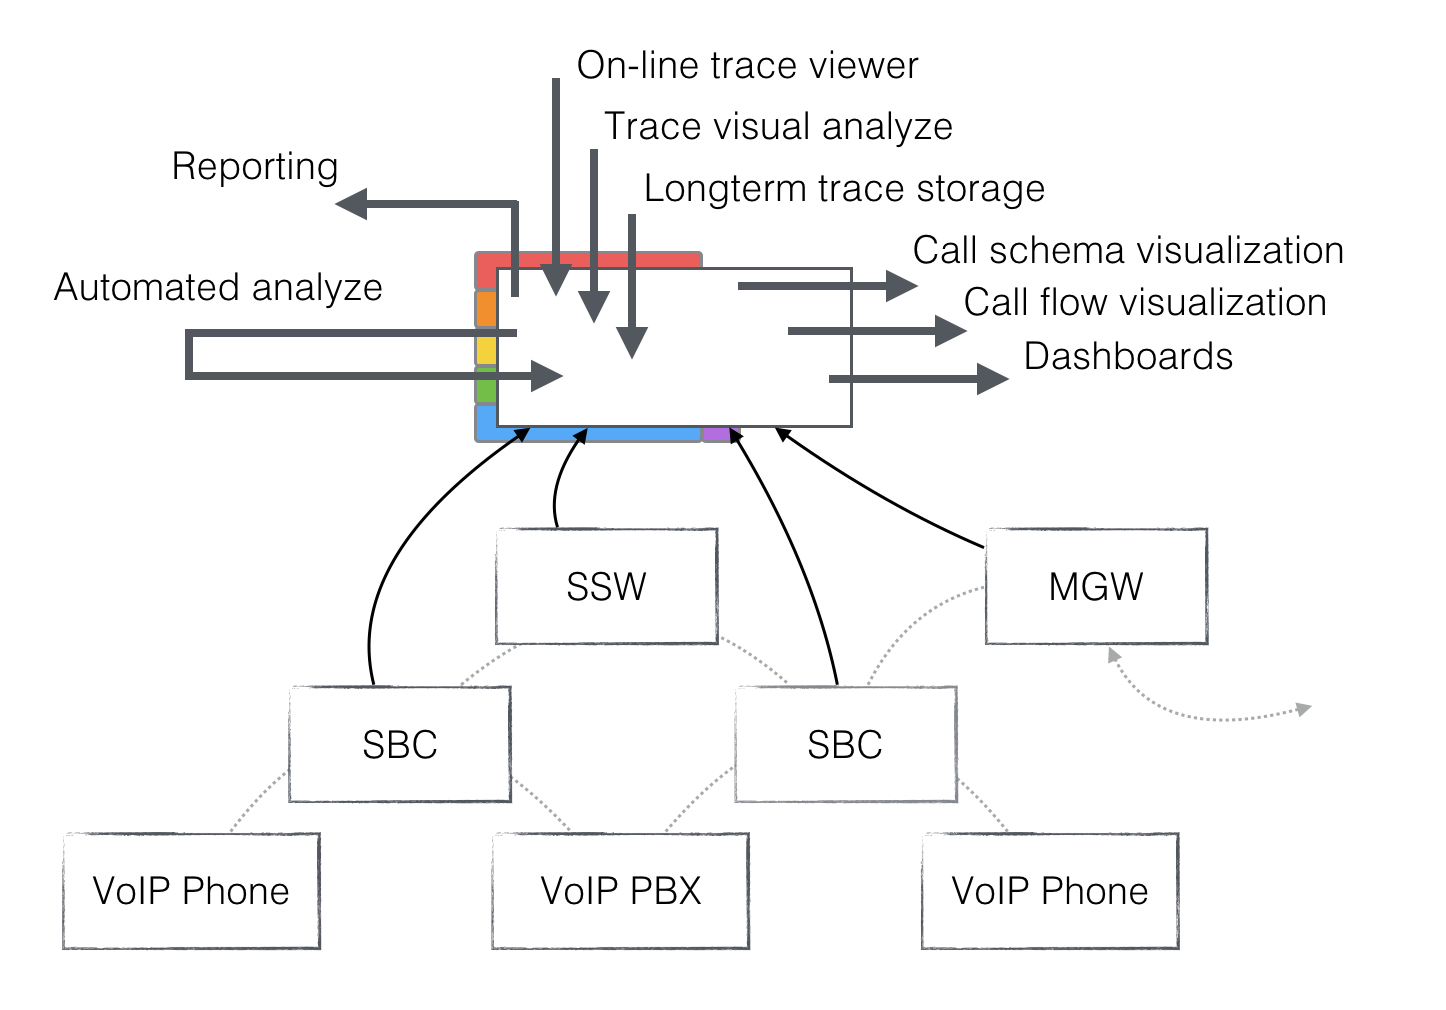 On-line trace viewer
Trace visual analyze
Reporting
Longterm trace storage
Call schema visualization
Automated analyze
Call flow visualization
Dashboards
SSW
MGW
SBC
SBC
VoIP Phone
VoIP PBX
VoIP Phone